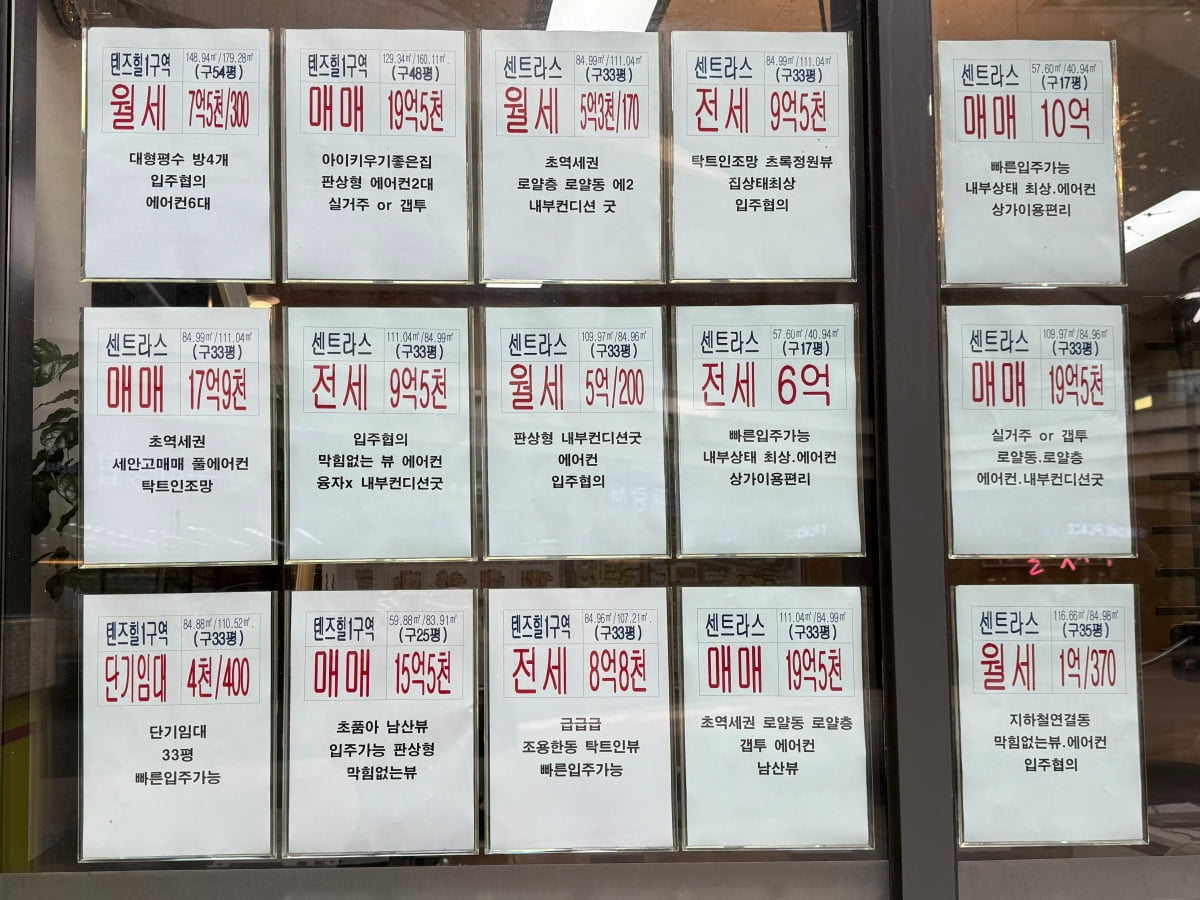 텐즈힐1구역 148.94㎡/179.28㎡ (구54평)
월세 7억5천/300
대형평수 방4개
입주협의
에어컨6대
텐즈힐1구역 129.34㎡/160.11㎡. (구48평)
매매 19억5천
아이키우기좋은집
판상형 에어컨2대
실거주 or 갭투
센트라스 84.99㎡/111.04㎡ (구33평)
월세 5억3천/170
초역세권
로얄층 로얄동 에2
내부컨디션 굿
센트라스 84.99㎡/111.04㎡ (구33평)
전세 9억5천
탁트인조망 초록정원뷰
집상태최상
입주협의
센트라스 57.60㎡/40.94㎡ (구17평)
매매 10억
빠른입주가능
내부상태 최상.에어컨
상가이용편리
센트라스 84.99㎡/111.04㎡ (구33평)
매매 17억9천
초역세권
세안고매매 풀에어컨
탁트인조망
센트라스 111.04㎡/84.99㎡ (구33평)
전세 9억5천
입주협의
막힘없는 뷰 에어컨
융자x 내부컨디션굿
센트라스 109.97㎡/84.96㎡ (구33평)
월세 5억/200
판상형 내부컨디션굿
에어컨
입주협의
센트라스 57.60㎡/40.94㎡ (구17평)
전세 6억
빠른입주가능
내부상태 최상.에어컨
상가이용편리
센트라스 109.97㎡/84.96㎡ (구33평)
매매 19억5천
실거주 or 갭투
로얄동.로얄층
에어컨.내부컨디션굿
텐즈힐1구역 84.88㎡/110.52㎡. (구33평)
단기임대 4천/400
단기임대
33평
빠른입주가능
텐즈힐1구역 59.88㎡/83.91㎡ (구25평)
매매 15억5천
초품아 남산뷰
입주가능 판상형
막힘없는뷰
텐즈힐1구역 84.96㎡/107.21㎡. (구33평)
전세 8억8천
급급급
조용한동 탁트인뷰
빠른입주가능
센트라스 111.04㎡/84.99㎡ (구33평)
매매 19억5천
초역세권 로얄동 로얄층
갭투 에어컨
남산뷰
센트라스 116.66㎡/84.98㎡ (구35평)
월세 1억/370
지하철연결동
막힘없는뷰.에어컨
입주협의